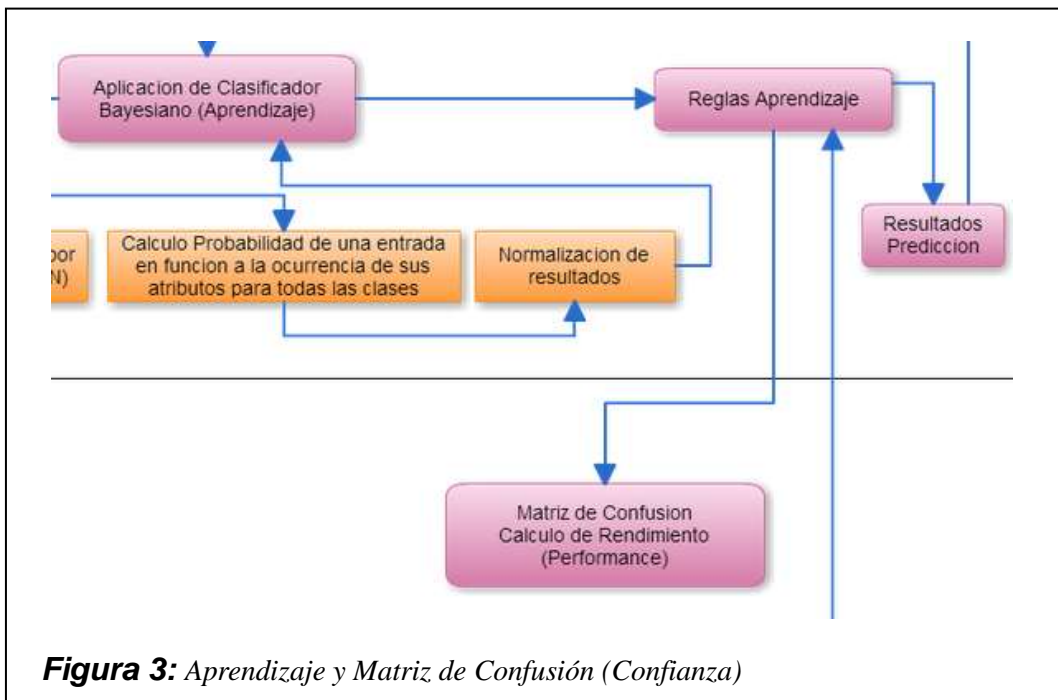 Aplicacion de Clasificador
Bayesiano (Aprendizaje)
Reglas Aprendizaje
Resultados
Prediccion
por
N)
Calculo Probabilidad de una entrada
en funcion a la ocurrencia de sus
atributos para todas las clases
Normalizacion de
resultados
Matriz de Confusion
Calculo de Rendimiento
(Performance)
Figura 3: Aprendizaje y Matriz de Confusión (Confianza)